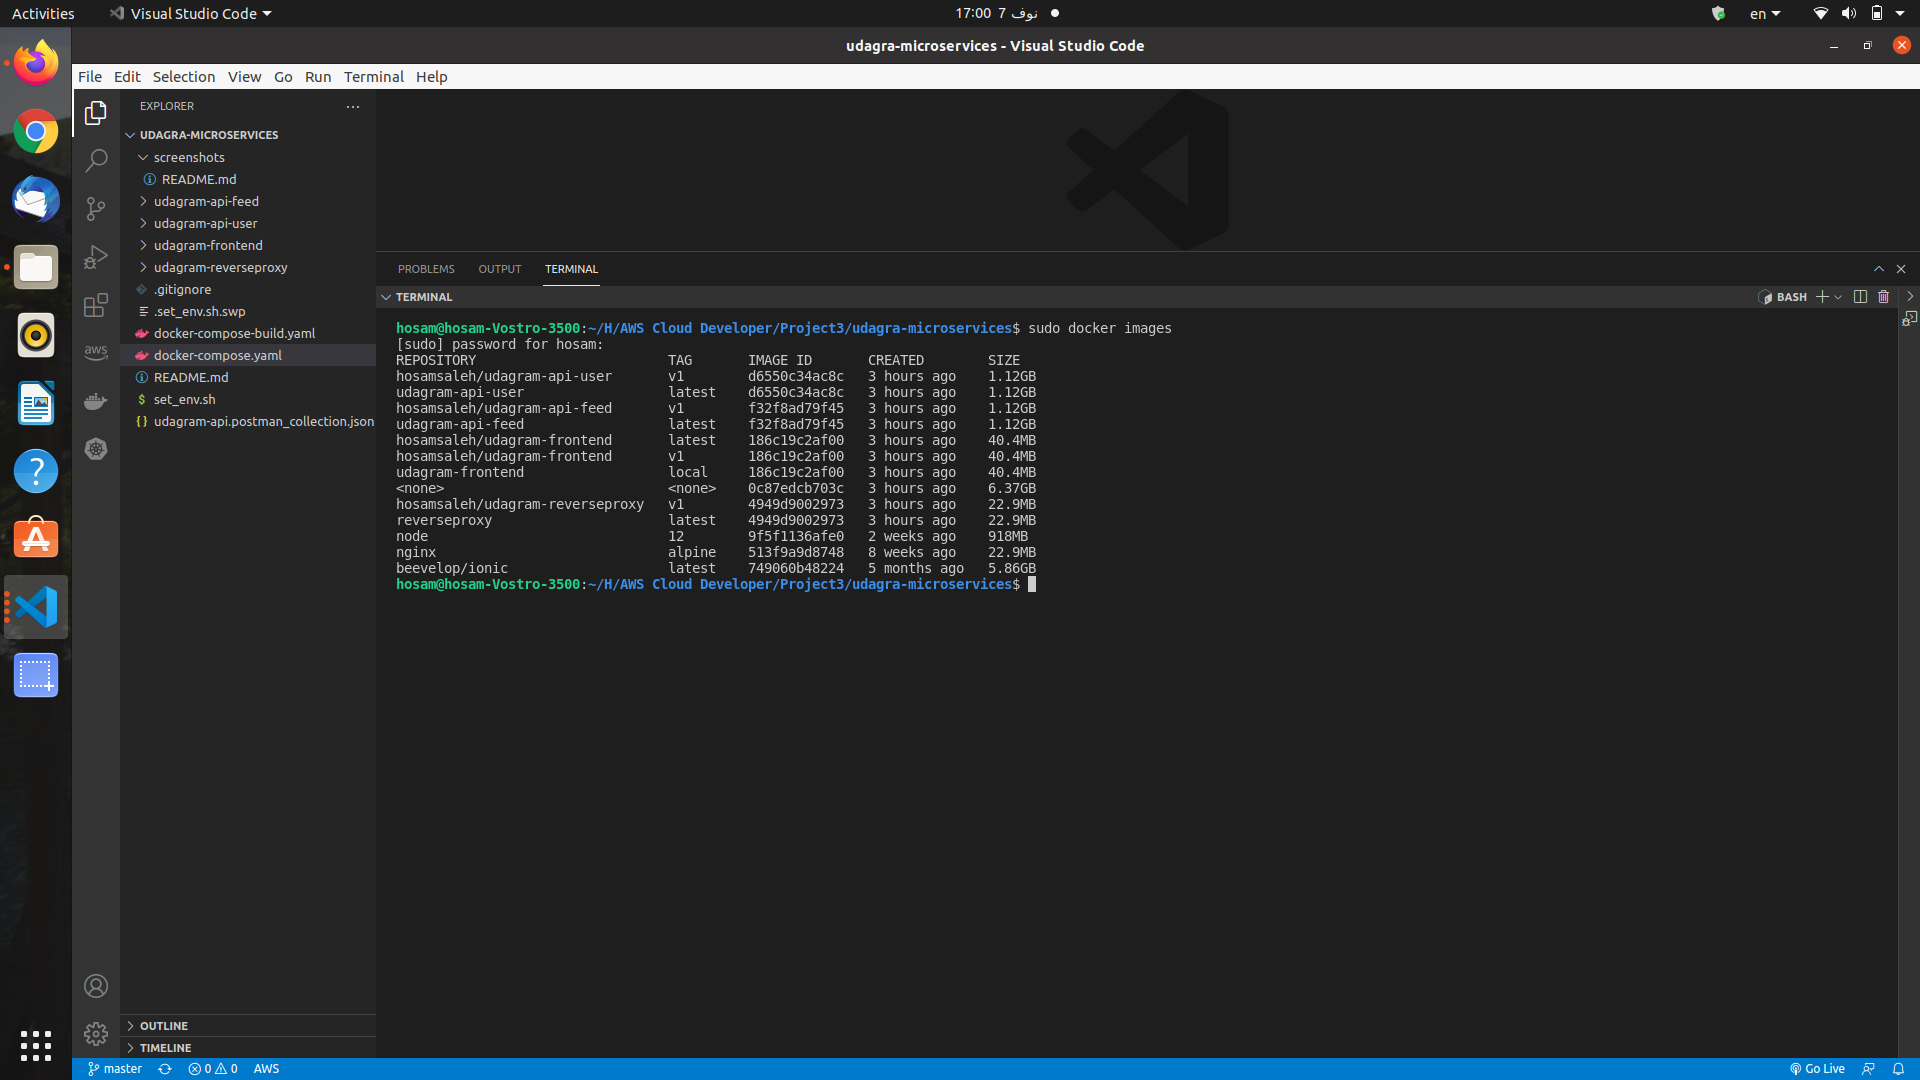 Activities
Visual Studio Code
17:00 7 نوف
en
udagra-microservices - Visual Studio Code
File Edit Selection View Go Run Terminal Help
EXPLORER
UDAGRA-MICROSERVICES
screenshots
README.md
udagram-api-feed
udagram-api-user
udagram-frontend
udagram-reverseproxy
.gitignore
.set_env.sh.swp
docker-compose-build.yaml
docker-compose.yaml
README.md
$ set_env.sh
{} udagram-api.postman_collection.json
aws
OUTLINE
TIMELINE
PROBLEMS OUTPUT TERMINAL
TERMINAL
BASH
hosam@hosam-Vostro-3500:~/H/AWS Cloud Developer/Project3/udagra-microservices$ sudo docker images
[sudo] password for hosam:
REPOSITORY TAG IMAGE ID CREATED SIZE
hosamsaleh/udagram-api-user v1 d6550c34ac8c 3 hours ago 1.12GB
udagram-api-user latest d6550c34ac8c 3 hours ago 1.12GB
hosamsaleh/udagram-api-feed v1 f32f8ad79f45 3 hours ago 1.12GB
udagram-api-feed latest f32f8ad79f45 3 hours ago 1.12GB
hosamsaleh/udagram-frontend latest 186c19c2af00 3 hours ago 40.4MB
hosamsaleh/udagram-frontend v1 186c19c2af00 3 hours ago 40.4MB
udagram-frontend local 186c19c2af00 3 hours ago 40.4MB
<none> <none> 0c87edcb703c 3 hours ago 6.37GB
hosamsaleh/udagram-reverseproxy v1 4949d9002973 3 hours ago 22.9MB
reverseproxy latest 4949d9002973 3 hours ago 22.9MB
node 12 9f5f1136afe0 2 weeks ago 918MB
nginx alpine 513f9a9d8748 8 weeks ago 22.9MB
beevelop/ionic latest 749060b48224 5 months ago 5.86GB
hosam@hosam-Vostro-3500:~/H/AWS Cloud Developer/Project3/udagra-microservices$
master 0 0 AWS
Go Live